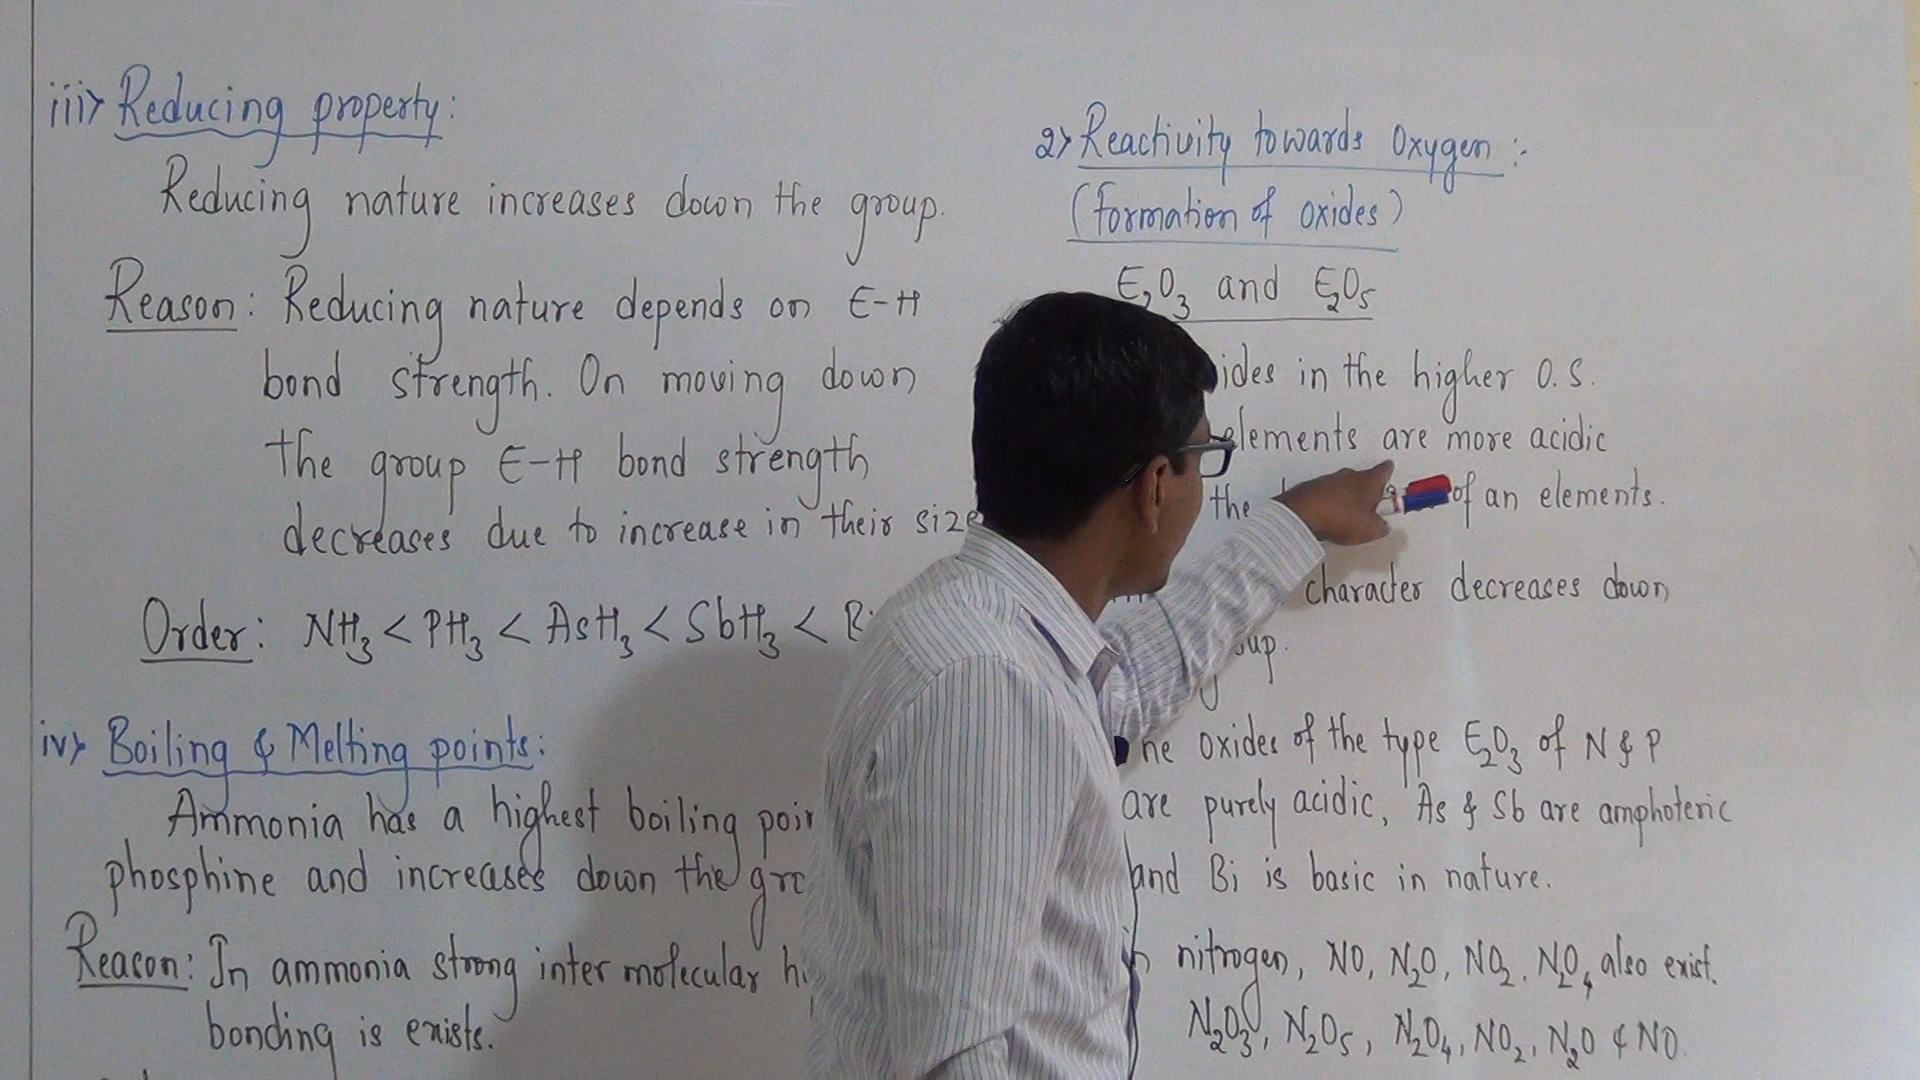 iii> Reducing property:
Reducing nature increases down the group.
Reason: Reducing nature depends on E-H
bond strength. On moving down
the group E-H bond strength
decreases due to increase in their size
Order: NH₃ < PH₃ < AsH₃ < SbH₃ <
iv> Boiling & Melting points:
Ammonia has a highest boiling
phosphine and increases down the
Reason: In ammonia strong inter molecular
bonding is exists.
2> Reactivity towards Oxygen :-
(formation of oxides)
E₂O₃ and E₂O₅
in the higher O.S.
elements are more acidic
the of an elements.
character decreases down
oxides of the type E₂O₃ of N & P
are purely acidic, As & Sb are amphoteric
and Bi is basic in nature.
nitrogen, NO, N₂O, NO₂, N₂O₄ also exist.
N₂O₃, N₂O₅, N₂O₄, NO₂, N₂O & NO.